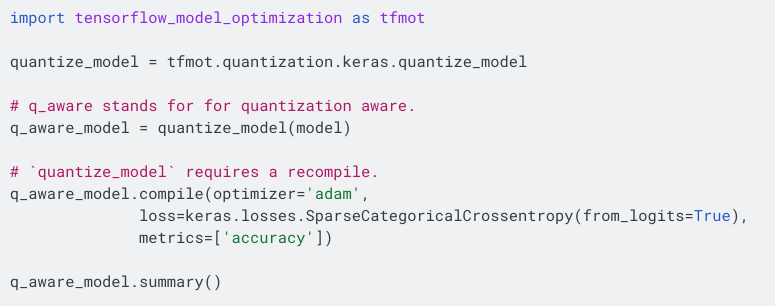 import tensorflow_model_optimization as tfmot
quantize_model = tfmot.quantization.keras.quantize_model
# q_aware stands for for quantization aware.
q_aware_model = quantize_model(model)
# `quantize_model` requires a recompile.
q_aware_model.compile(optimizer='adam',
loss=keras.losses.SparseCategoricalCrossentropy(from_logits=True),
metrics=['accuracy'])
q_aware_model.summary()